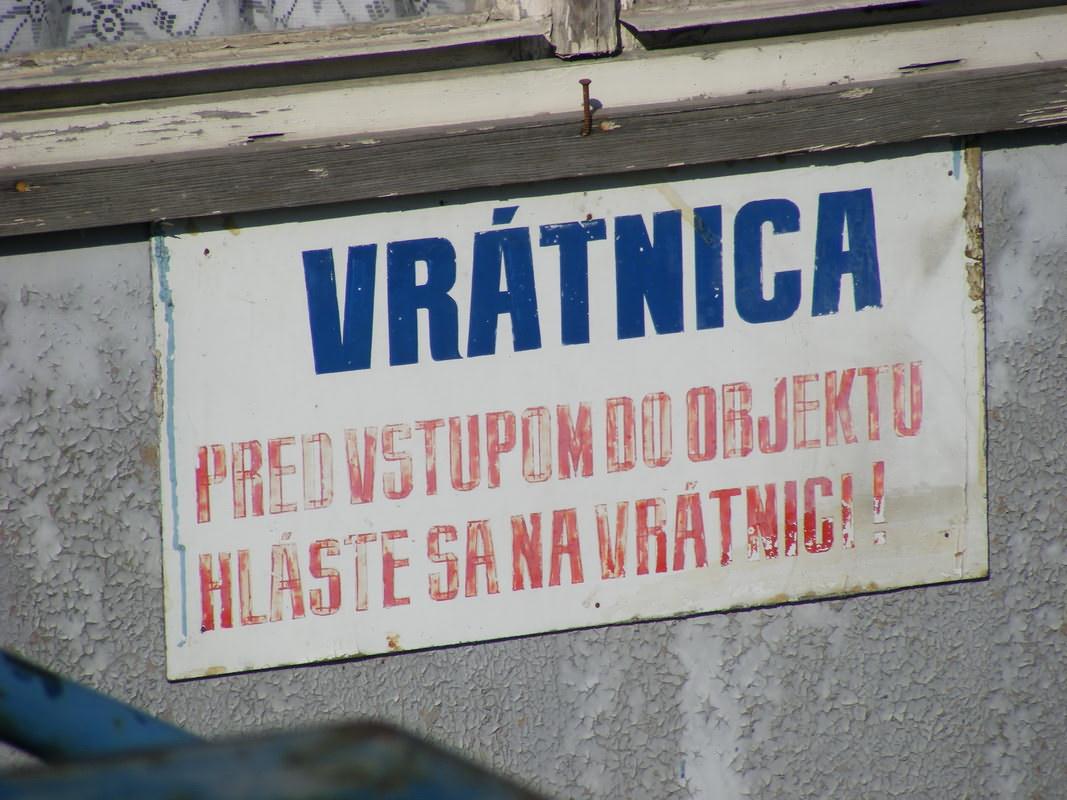 VRÁTNICA
PRED VSTUPOM DO OBJEKTU
HLÁSTE SA NA VRÁTNICI !